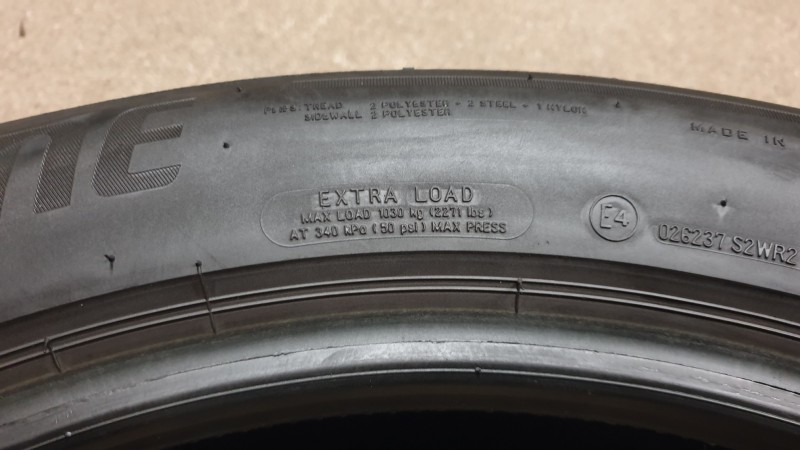 PLIES: TREAD 2 POLYESTER + 2 STEEL + 1 NYLON
SIDEWALL 2 POLYESTER
MADE IN
NE
EXTRA LOAD
MAX LOAD 1030 kg (2271 lbs)
AT 340 kPa (50 psi) MAX PRESS
E4
026237 S2WR2